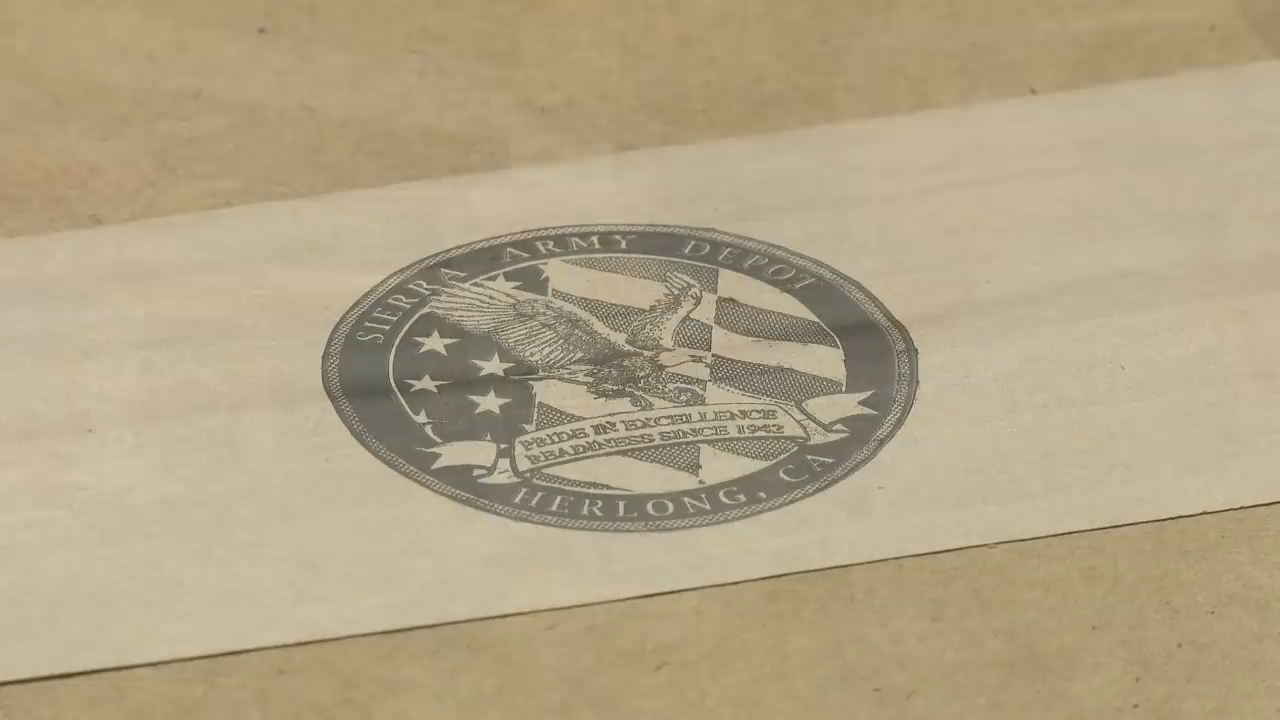 SIERRA ARMY DEPOT
PRIDE IN EXCELLENCE
READINESS SINCE 1942
HERLONG, CA